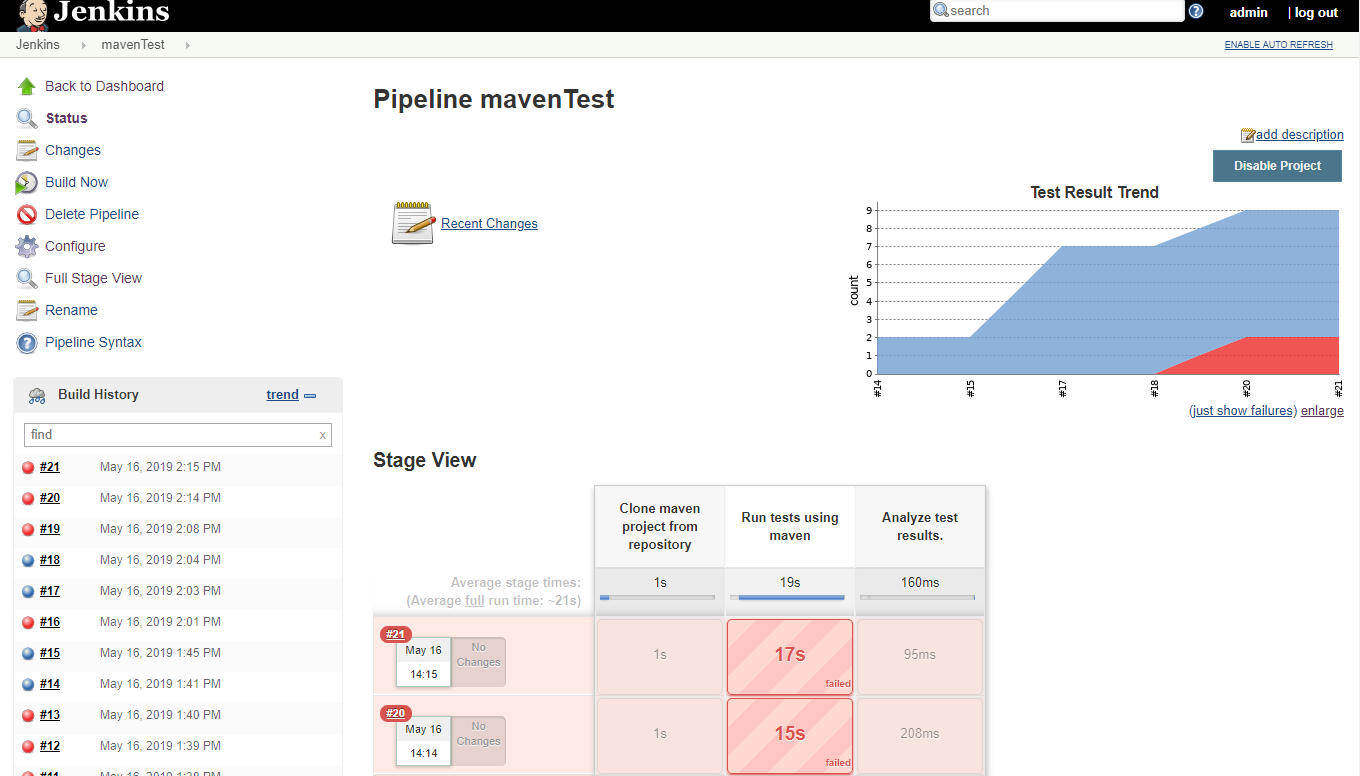 Jenkins
search
admin
| log out
Jenkins
mavenTest
ENABLE AUTO REFRESH
Back to Dashboard
Status
Changes
Build Now
Delete Pipeline
Configure
Full Stage View
Rename
Pipeline Syntax
Build History
trend
find
x
#21 May 16, 2019 2:15 PM
#20 May 16, 2019 2:14 PM
#19 May 16, 2019 2:08 PM
#18 May 16, 2019 2:04 PM
#17 May 16, 2019 2:03 PM
#16 May 16, 2019 2:01 PM
#15 May 16, 2019 1:45 PM
#14 May 16, 2019 1:41 PM
#13 May 16, 2019 1:40 PM
#12 May 16, 2019 1:39 PM
#11 May 16, 2019 1:38 PM
Pipeline mavenTest
add description
Disable Project
Recent Changes
Test Result Trend
count
9
8
7
6
5
4
3
2
1
0
#14
#15
#17
#18
#20
#21
(just show failures) enlarge
Stage View
Clone maven
project from
repository
Run tests using
maven
Analyze test
results.
Average stage times:
(Average full run time: ~21s)
1s
19s
160ms
#21
May 16
14:15
No
Changes
1s
17s
failed
95ms
#20
May 16
14:14
No
Changes
1s
15s
failed
208ms